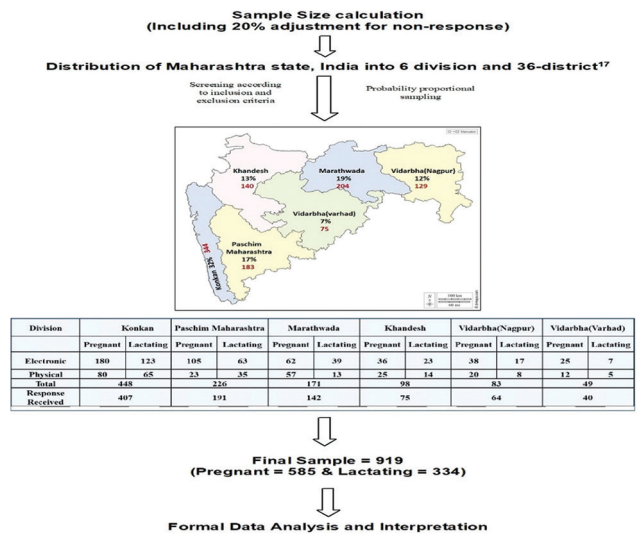 Sample Size calculation
(Including 20% adjustment for non-response)
Distribution of Maharashtra state, India into 6 division and 36-district17
Screening according
to inclusion and
exclusion criteria
Probability proportional
sampling
Khandesh
13%
140
Marathwada
19%
204
Vidarbha(Nagpur)
12%
129
Vidarbha(varhad)
7%
75
Paschim
Maharashtra
17%
183
Konkan 32% 344
Division Konkan Paschim Maharashtra Marathwada Khandesh Vidarbha(Nagpur) Vidarbha(Varhad)
Pregnant Lactating Pregnant Lactating Pregnant Lactating Pregnant Lactating Pregnant Lactating Pregnant Lactating
Electronic 180 123 105 63 62 39 36 23 38 17 25 7
Physical 80 65 23 35 57 13 25 14 20 8 12 5
Total 448 226 171 98 83 49
Response
Received 407 191 142 75 64 40
Final Sample = 919
(Pregnant = 585 & Lactating = 334)
Formal Data Analysis and Interpretation